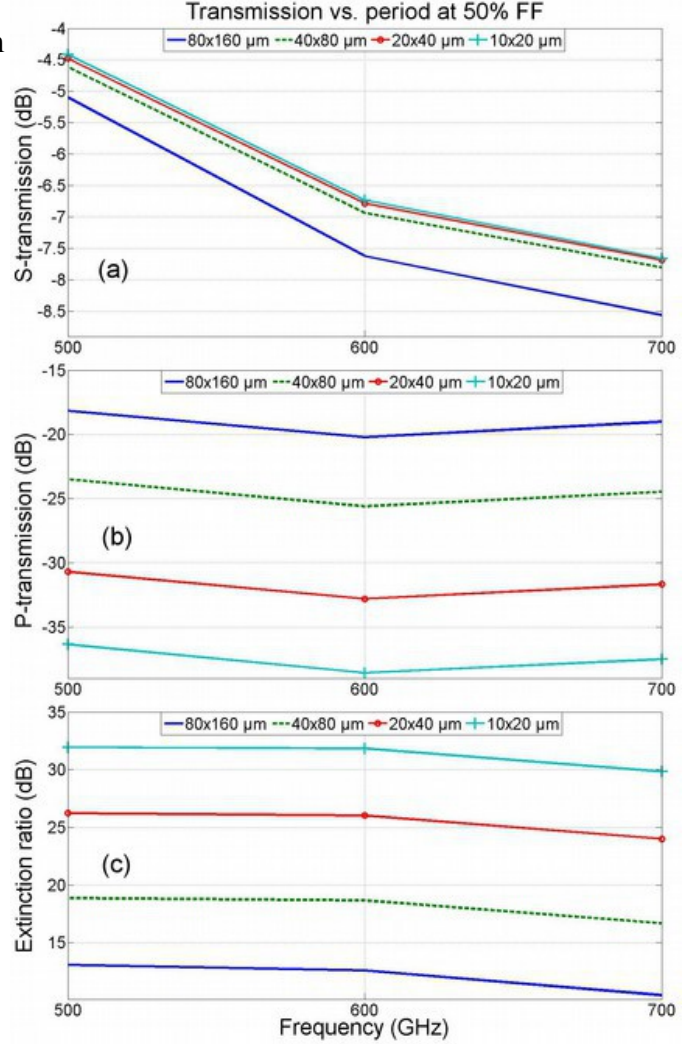 Transmission vs. period at 50% FF
-4
80x160 µm 40x80 µm 20x40 µm 10x20 µm
-4.5
-5
-5.5
-6
-6.5
-7
-7.5
-8
-8.5
S-transmission (dB)
(a)
500 600 700
-15
80x160 µm 40x80 µm 20x40 µm 10x20 µm
-20
-25
-30
-35
P-transmission (dB)
(b)
500 600 700
35
80x160 µm 40x80 µm 20x40 µm 10x20 µm
30
25
20
15
Extinction ratio (dB)
(c)
500 600 700
Frequency (GHz)